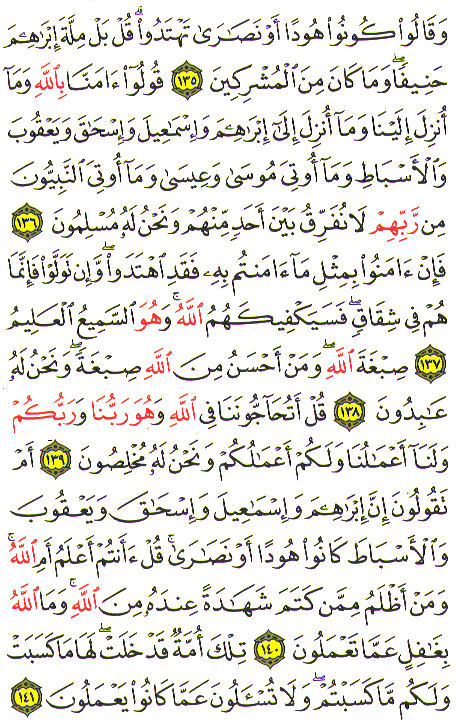 وَقَالُوا۟ كُونُوا۟ هُودًا أَوْ نَصَـٰرَىٰ تَهْتَدُوا۟ ۗ قُلْ بَلْ مِلَّةَ إِبْرَٰهِـۧمَ
حَنِيفًا ۖ وَمَا كَانَ مِنَ ٱلْمُشْرِكِينَ ١٣٥ قُولُوٓا۟ ءَامَنَّا بِٱللَّهِ وَمَآ
أُنزِلَ إِلَيْنَا وَمَآ أُنزِلَ إِلَىٰٓ إِبْرَٰهِـۧمَ وَإِسْمَـٰعِيلَ وَإِسْحَـٰقَ وَيَعْقُوبَ
وَٱلْأَسْبَاطِ وَمَآ أُوتِىَ مُوسَىٰ وَعِيسَىٰ وَمَآ أُوتِىَ ٱلنَّبِيُّونَ
مِن رَّبِّهِمْ لَا نُفَرِّقُ بَيْنَ أَحَدٍ مِّنْهُمْ وَنَحْنُ لَهُۥ مُسْلِمُونَ ١٣٦
فَإِنْ ءَامَنُوا۟ بِمِثْلِ مَآ ءَامَنتُم بِهِۦ فَقَدِ ٱهْتَدَوا۟ ۖ وَّإِن تَوَلَّوْا۟ فَإِنَّمَا
هُمْ فِى شِقَاقٍ ۖ فَسَيَكْفِيكَهُمُ ٱللَّهُ ۚ وَهُوَ ٱلسَّمِيعُ ٱلْعَلِيمُ
١٣٧ صِبْغَةَ ٱللَّهِ ۖ وَمَنْ أَحْسَنُ مِنَ ٱللَّهِ صِبْغَةً ۖ وَنَحْنُ لَهُۥ
عَـٰبِدُونَ ١٣٨ قُلْ أَتُحَآجُّونَنَا فِى ٱللَّهِ وَهُوَ رَبُّنَا وَرَبُّكُمْ
وَلَنَآ أَعْمَـٰلُنَا وَلَكُمْ أَعْمَـٰلُكُمْ وَنَحْنُ لَهُۥ مُخْلِصُونَ ١٣٩ أَمْ
تَقُولُونَ إِنَّ إِبْرَٰهِـۧمَ وَإِسْمَـٰعِيلَ وَإِسْحَـٰقَ وَيَعْقُوبَ
وَٱلْأَسْبَاطَ كَانُوا۟ هُودًا أَوْ نَصَـٰرَىٰ ۗ قُلْ ءَأَنتُمْ أَعْلَمُ أَمِ ٱللَّهُ ۗ
وَمَنْ أَظْلَمُ مِمَّن كَتَمَ شَهَـٰدَةً عِندَهُۥ مِنَ ٱللَّهِ ۗ وَمَا ٱللَّهُ
بِغَـٰفِلٍ عَمَّا تَعْمَلُونَ ١٤٠ تِلْكَ أُمَّةٌ قَدْ خَلَتْ ۖ لَهَا مَا كَسَبَتْ
وَلَكُم مَّا كَسَبْتُمْ ۖ وَلَا تُسْـَٔلُونَ عَمَّا كَانُوا۟ يَعْمَلُونَ ١٤١